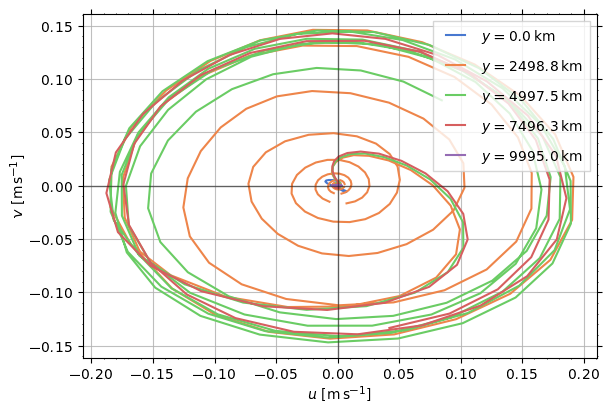 0.15
0.10
0.05
0.00
−0.05
−0.10
−0.15
v [m s⁻¹]
y = 0.0 km
y = 2498.8 km
y = 4997.5 km
y = 7496.3 km
y = 9995.0 km
−0.20 −0.15 −0.10 −0.05 0.00 0.05 0.10 0.15 0.20
u [m s⁻¹]